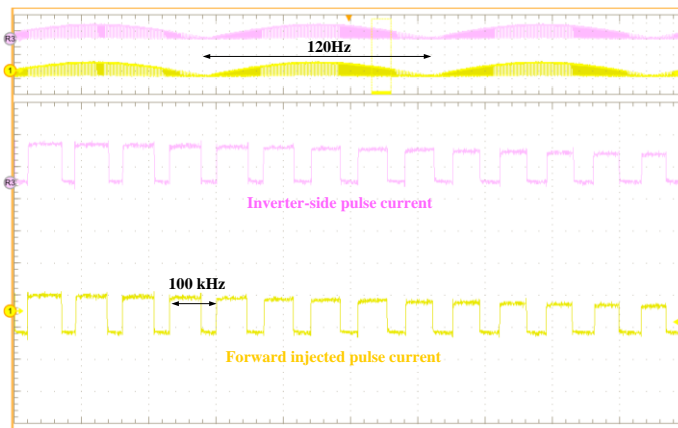 R3
120Hz
1
R3
Inverter-side pulse current
100 kHz
1
Forward injected pulse current